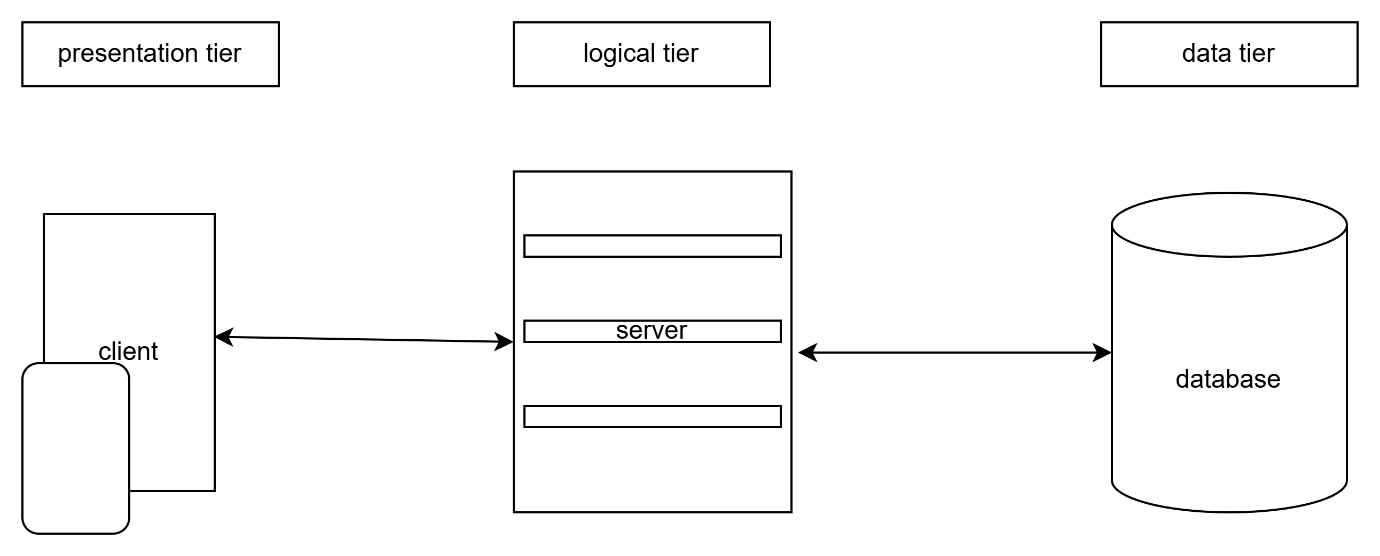 presentation tier
logical tier
data tier
client
server
database